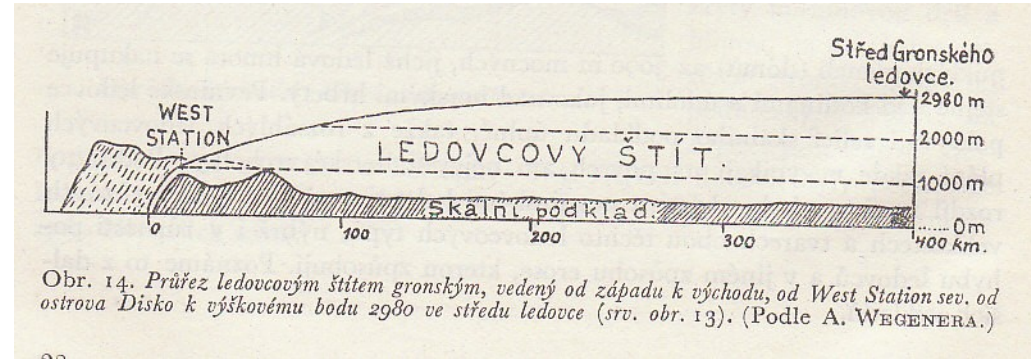 Střed Gronského
ledovce.
2980 m
WEST
STATION
2000 m
LEDOVCOVÝ ŠTÍT.
1000 m
Skální podklad.
0 m
100
200
300
400 km.
Obr. 14. Průřez ledovcovým štítem gronským, vedený od západu k východu, od West Station sev. od
ostrova Disko k výškovému bodu 2980 ve středu ledovce (srv. obr. 13). (Podle A. WEGENERA.)